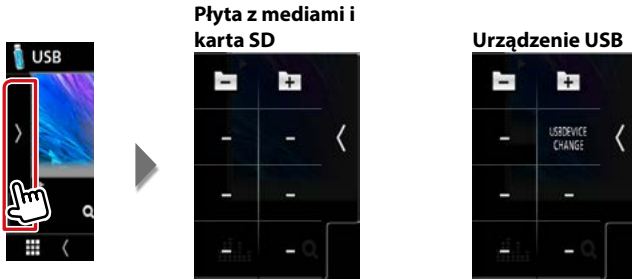 Płyta z mediami i
karta SD
Urządzenie USB
USB
USBDEVICE
CHANGE